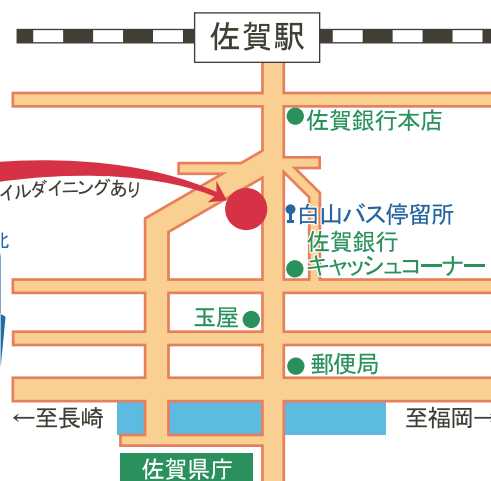 佐賀駅
佐賀銀行本店
イルダイニングあり
白山バス停留所
北
佐賀銀行
キャッシュコーナー
玉屋
郵便局
←至長崎
至福岡→
佐賀県庁